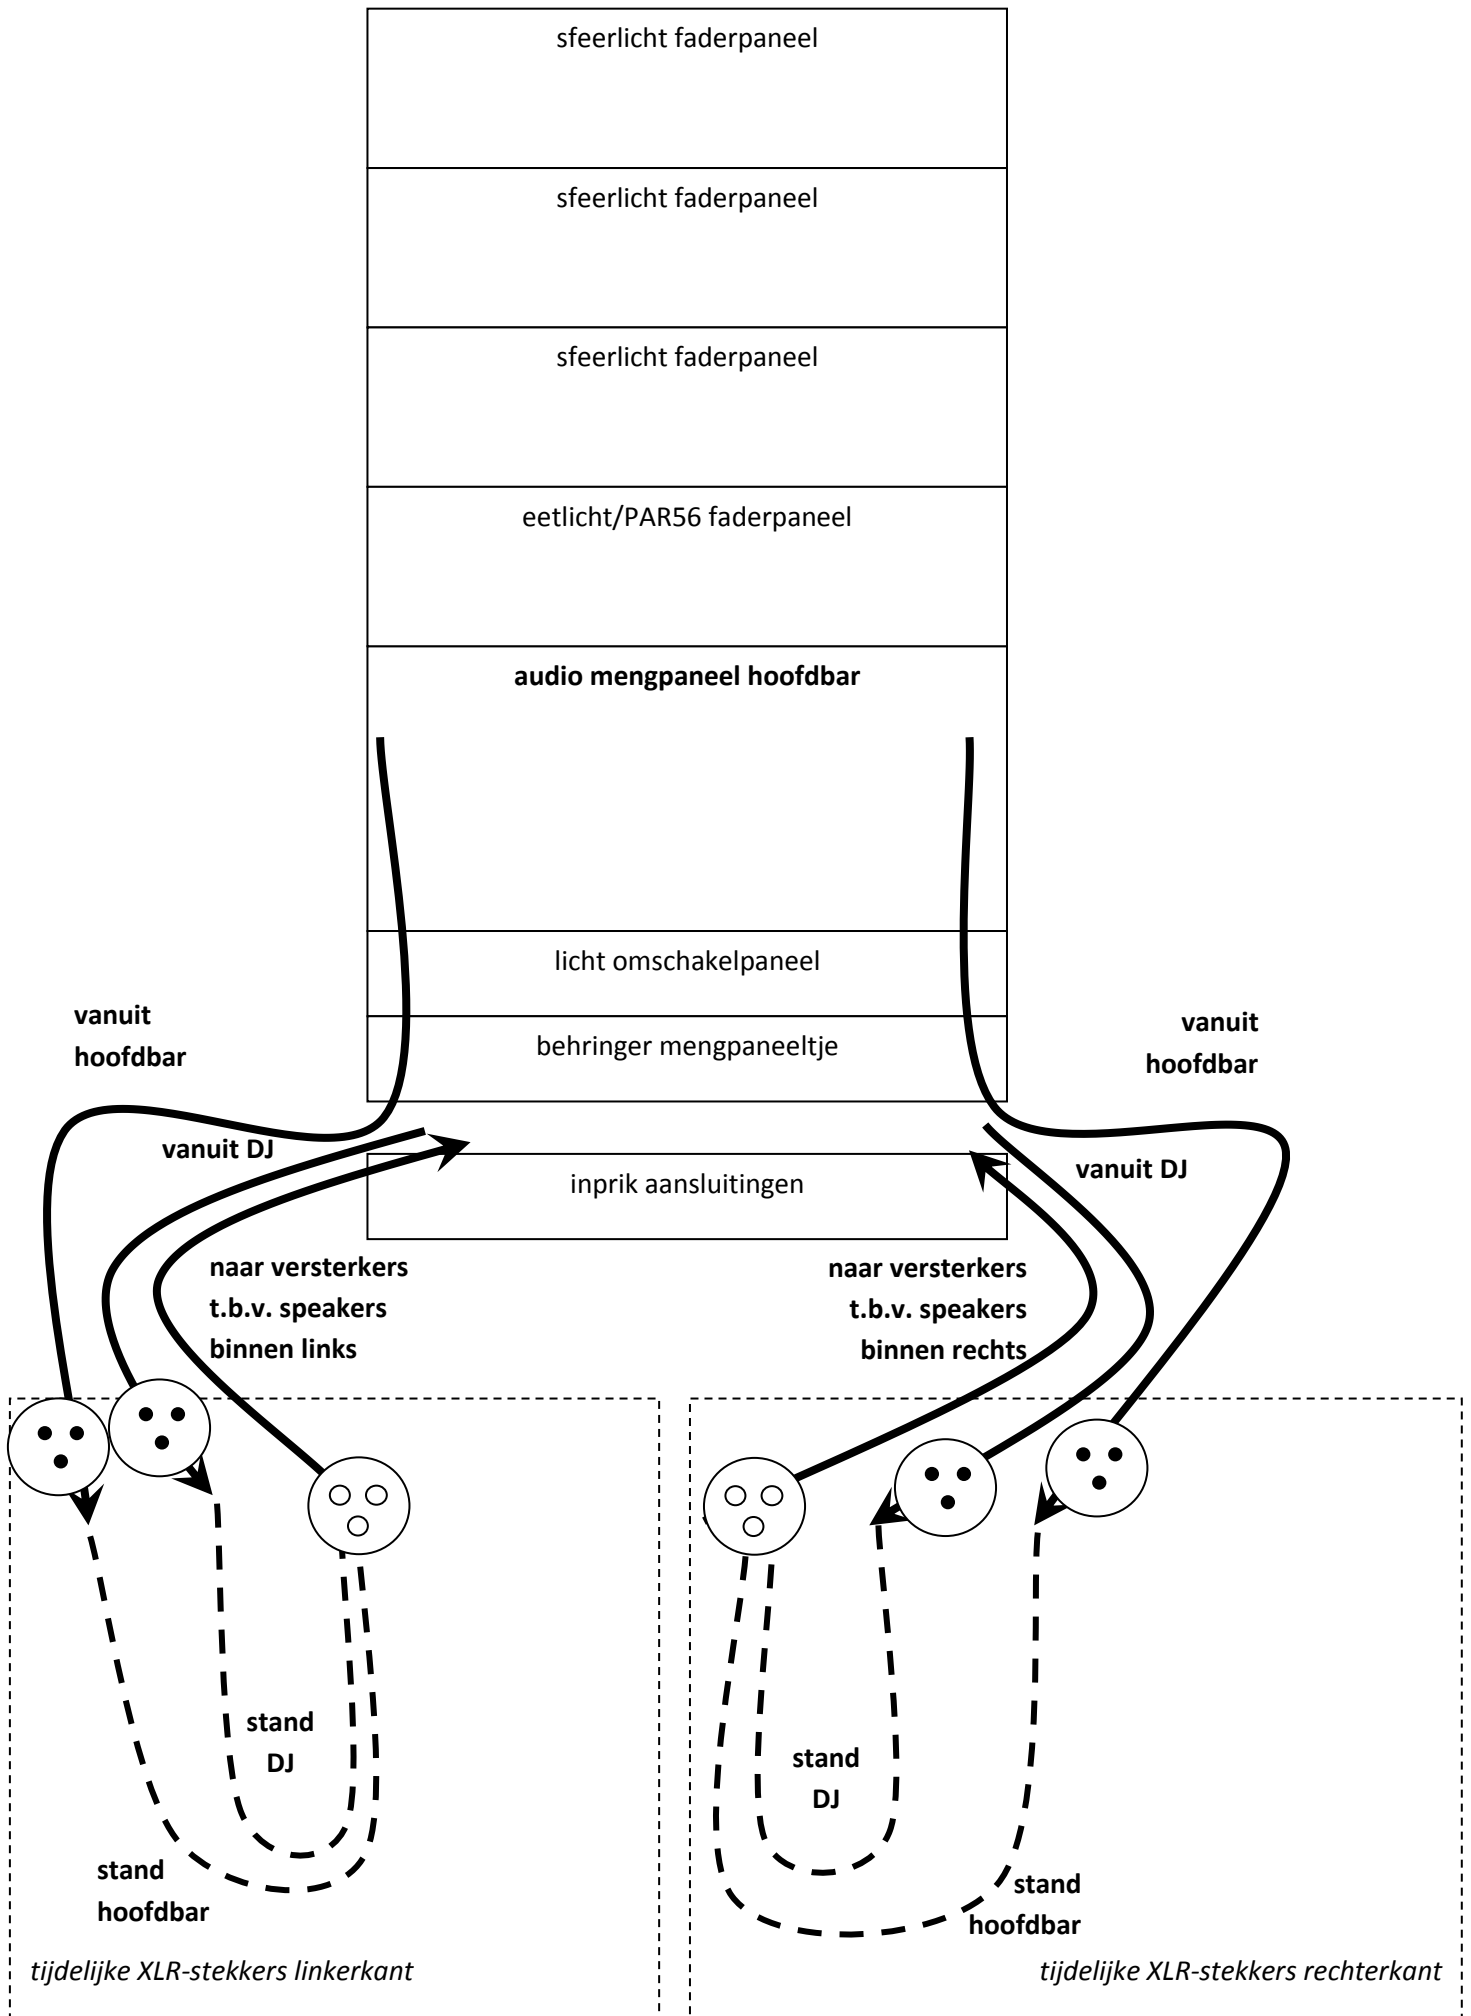 sfeerlicht faderpaneel
sfeerlicht faderpaneel
sfeerlicht faderpaneel
eetlicht/PAR56 faderpaneel
audio mengpaneel hoofdbar
licht omschakelpaneel
vanuit
hoofdbar
behringer mengpaneeltje
vanuit
hoofdbar
vanuit DJ
vanuit DJ
inprik aansluitingen
naar versterkers
t.b.v. speakers
binnen links
naar versterkers
t.b.v. speakers
binnen rechts
stand
DJ
stand
DJ
stand
hoofdbar
stand
hoofdbar
tijdelijke XLR-stekkers linkerkant
tijdelijke XLR-stekkers rechterkant